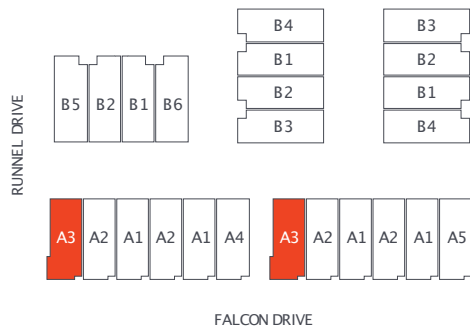 B4
B1
B2
B3
B3
B2
B1
B4
B5 B2 B1 B6
RUNNEL DRIVE
A3 A2 A1 A2 A1 A4
A3 A2 A1 A2 A1 A5
FALCON DRIVE